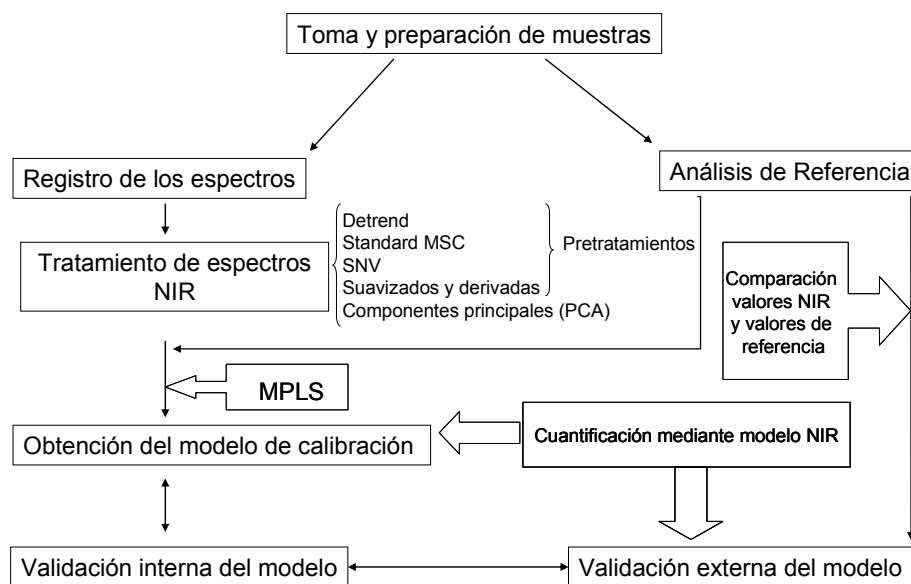 Toma y preparación de muestras
Registro de los espectros
Análisis de Referencia
Tratamiento de espectros
NIR
Detrend
Standard MSC
SNV
Suavizados y derivadas
Componentes principales (PCA)
Pretratamientos
Comparación
valores NIR
y valores de
referencia
MPLS
Obtención del modelo de calibración
Cuantificación mediante modelo NIR
Validación interna del modelo
Validación externa del modelo